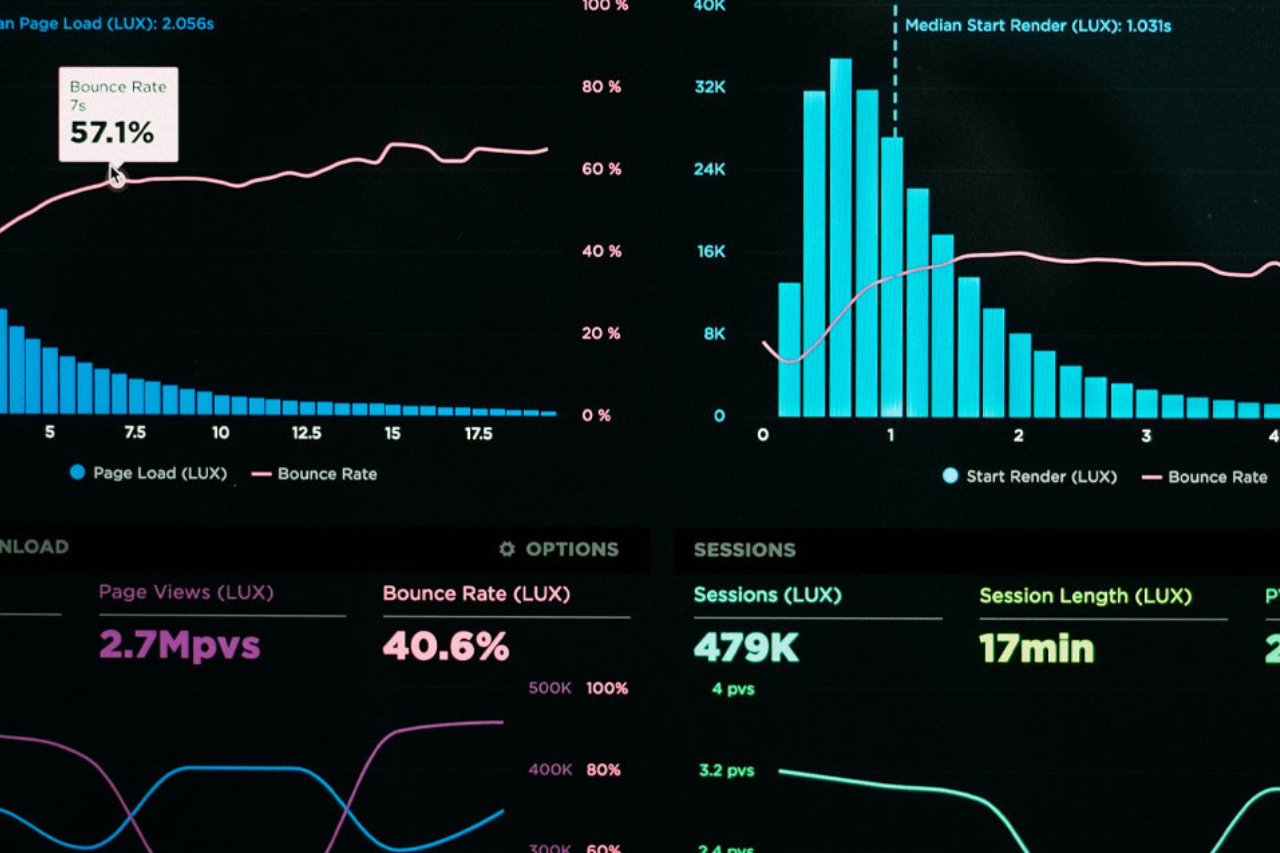 an Page Load (LUX): 2.056s
Bounce Rate
7s
57.1%
100 %
80 %
60 %
40 %
20 %
0 %
5 7.5 10 12.5 15 17.5
Page Load (LUX) Bounce Rate
Median Start Render (LUX): 1.031s
40K
32K
24K
16K
8K
0
0 1 2 3 4
Start Render (LUX) Bounce Rate
NLOAD OPTIONS
Page Views (LUX) Bounce Rate (LUX)
2.7Mpvs 40.6%
500K 100%
400K 80%
300K 60%
SESSIONS
Sessions (LUX) Session Length (LUX)
479K 17min
4 pvs
3.2 pvs
2.4 pvs